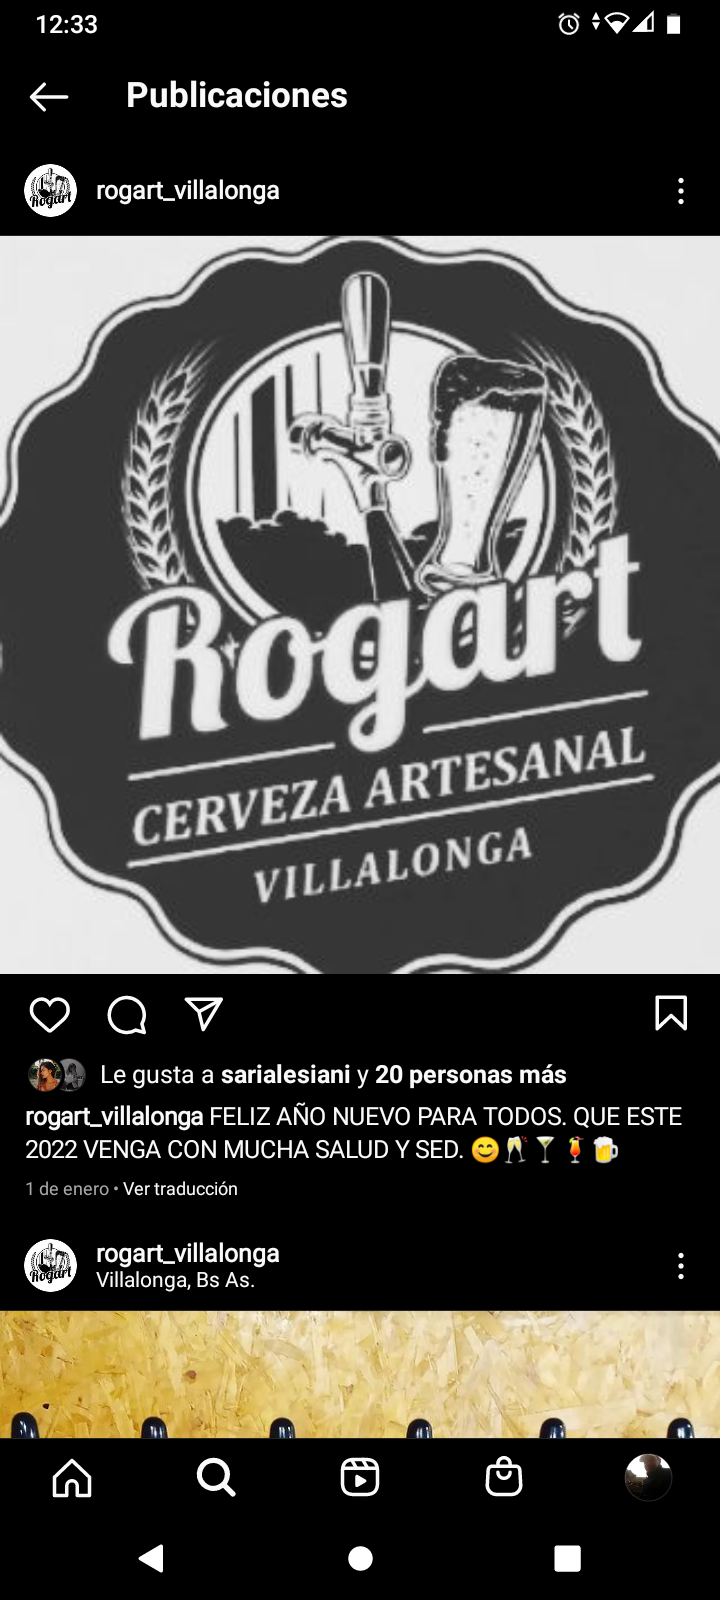 12:33
Publicaciones
rogart_villalonga
Rogart
CERVEZA ARTESANAL
VILLALONGA
Le gusta a sarialesiani y 20 personas más
rogart_villalonga FELIZ AÑO NUEVO PARA TODOS. QUE ESTE
2022 VENGA CON MUCHA SALUD Y SED. 😊🥂🍸🍹🍺
1 de enero • Ver traducción
Rogart
rogart_villalonga
Villalonga, Bs As.